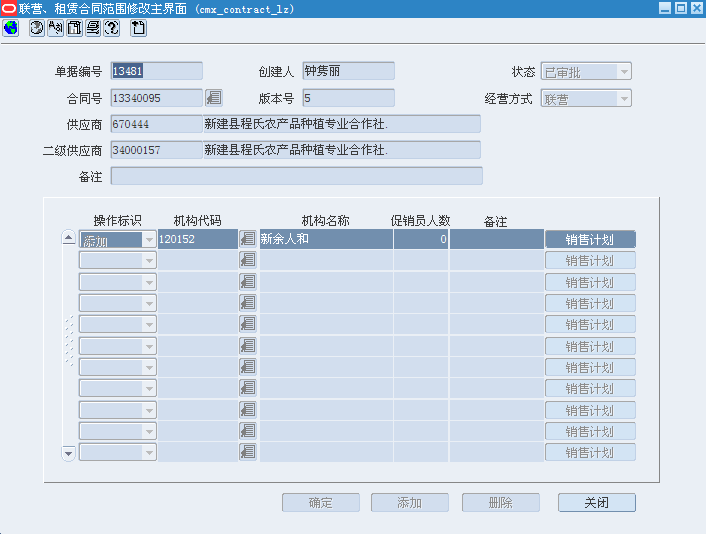 联营、租赁合同范围修改主界面 (cmx_contract_lz)
单据编号 13481 创建人 钟隽丽 状态 已审批
合同号 13340095 版本号 5 经营方式 联营
供应商 670444 新建县程氏农产品种植专业合作社.
二级供应商 34000157 新建县程氏农产品种植专业合作社.
备注
操作标识 机构代码 机构名称 促销员人数 备注
添加 120152 新余人和 0 销售计划
销售计划
销售计划
销售计划
销售计划
销售计划
销售计划
销售计划
销售计划
销售计划
销售计划
确定 添加 删除 关闭